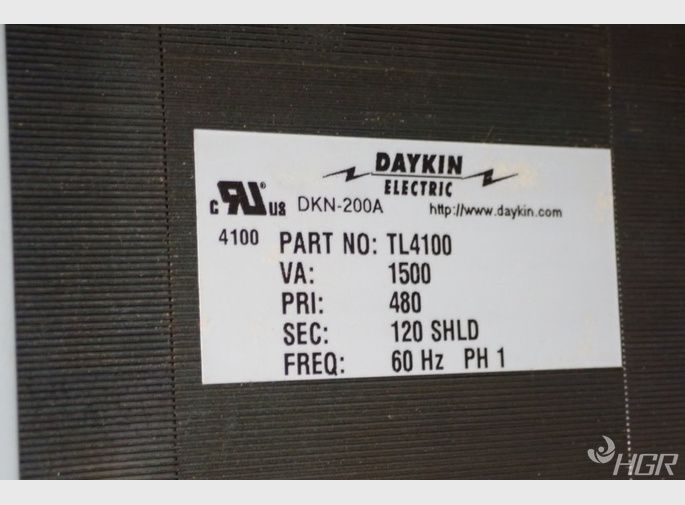 DAYKIN
ELECTRIC
c RU ® US DKN-200A http://www.daykin.com
4100 PART NO: TL4100
VA: 1500
PRI: 480
SEC: 120 SHLD
FREQ: 60 Hz PH 1
HGR